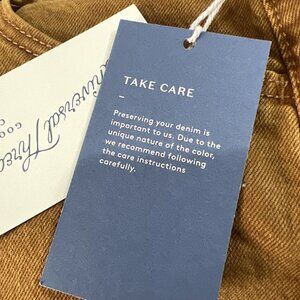 TAKE CARE
–
Preserving your denim is
important to us. Due to the
unique nature of the color,
we recommend following
the care instructions
carefully.
Universal Threa